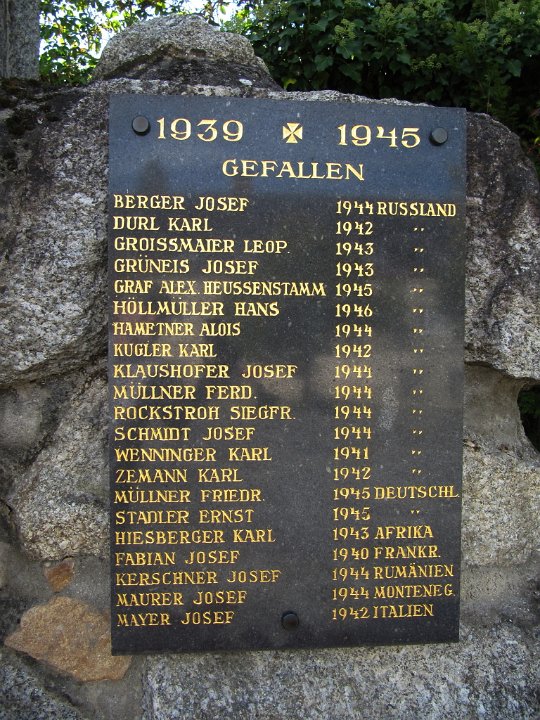 1939 ✠ 1945
GEFALLEN
BERGER JOSEF 1944 RUSSLAND
DURL KARL 1942 〃
GROISSMAIER LEOP. 1943 〃
GRÜNEIS JOSEF 1943 〃
GRAF ALEX. HEUSSENSTAMM 1945 〃
HÖLLMÜLLER HANS 1946 〃
HAMETNER ALOIS 1944 〃
KUGLER KARL 1942 〃
KLAUSHOFER JOSEF 1944 〃
MÜLLNER FERD. 1944 〃
ROCKSTROH SIEGFR. 1944 〃
SCHMIDT JOSEF 1944 〃
WENNINGER KARL 1941 〃
ZEMANN KARL 1942 〃
MÜLLNER FRIEDR. 1945 DEUTSCHL.
STADLER ERNST 1945 〃
HIESBERGER KARL 1943 AFRIKA
FABIAN JOSEF 1940 FRANKR.
KERSCHNER JOSEF 1944 RUMÄNIEN
MAURER JOSEF 1944 MONTENEG.
MAYER JOSEF 1942 ITALIEN